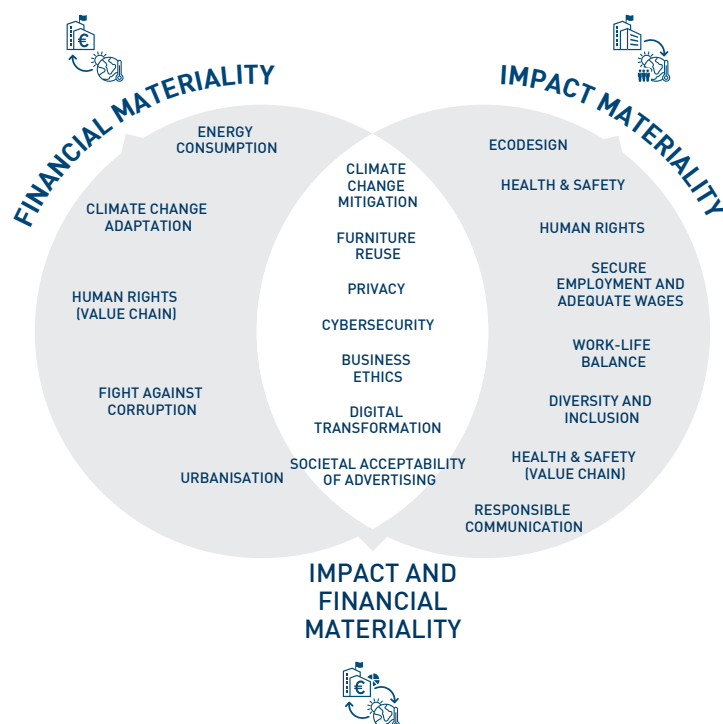 €
FINANCIAL MATERIALITY
ENERGY
CONSUMPTION
CLIMATE CHANGE
ADAPTATION
HUMAN RIGHTS
(VALUE CHAIN)
FIGHT AGAINST
CORRUPTION
URBANISATION
CLIMATE
CHANGE
MITIGATION
FURNITURE
REUSE
PRIVACY
CYBERSECURITY
BUSINESS
ETHICS
DIGITAL
TRANSFORMATION
SOCIETAL ACCEPTABILITY
OF ADVERTISING
IMPACT MATERIALITY
ECODESIGN
HEALTH & SAFETY
HUMAN RIGHTS
SECURE
EMPLOYMENT AND
ADEQUATE WAGES
WORK-LIFE
BALANCE
DIVERSITY AND
INCLUSION
HEALTH & SAFETY
(VALUE CHAIN)
RESPONSIBLE
COMMUNICATION
IMPACT AND
FINANCIAL
MATERIALITY
€